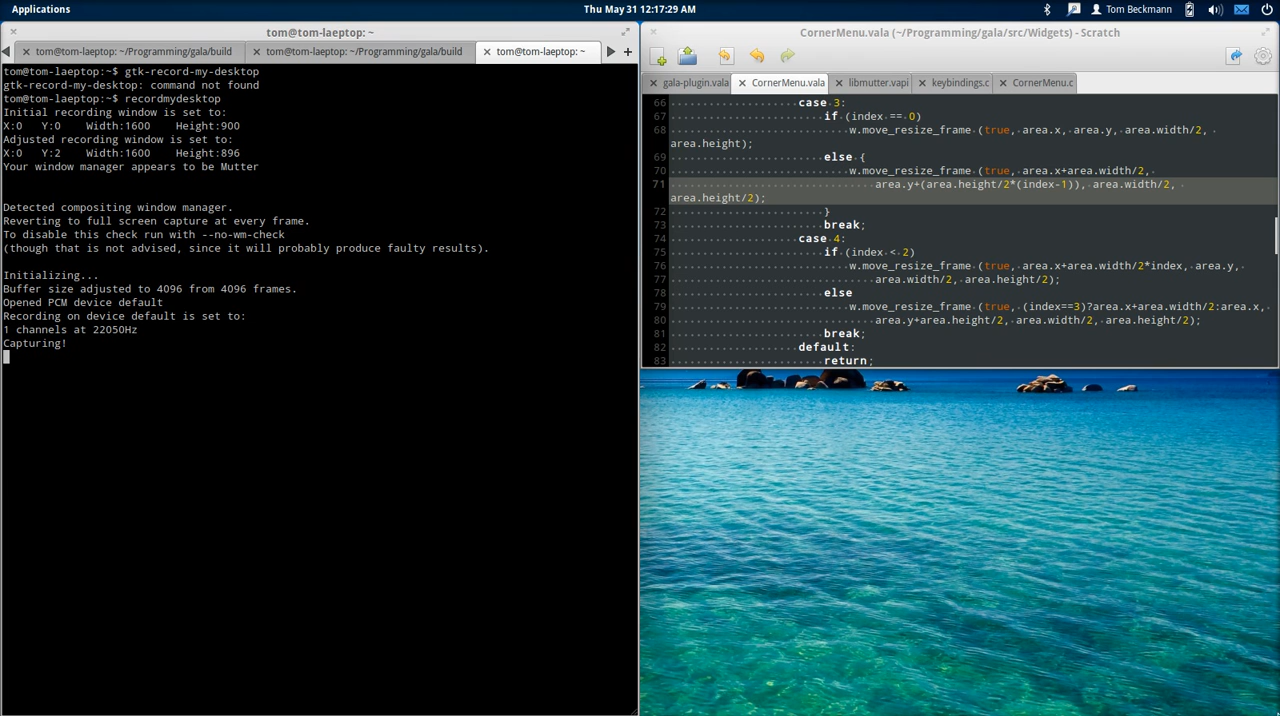 Applications
Thu May 31 12:17:29 AM
Tom Beckmann
tom@tom-laeptop: ~
tom@tom-laeptop: ~/Programming/gala/build
tom@tom-laeptop: ~/Programming/gala/build
tom@tom-laeptop: ~
tom@tom-laeptop:~$ gtk-record-my-desktop
gtk-record-my-desktop: command not found
tom@tom-laeptop:~$ recordmydesktop
Initial recording window is set to:
X:0   Y:0    Width:1600    Height:900
Adjusted recording window is set to:
X:0   Y:2    Width:1600    Height:896
Your window manager appears to be Mutter
Detected compositing window manager.
Reverting to full screen capture at every frame.
To disable this check run with --no-wm-check
(though that is not advised, since it will probably produce faulty results).
Initializing...
Buffer size adjusted to 4096 from 4096 frames.
Opened PCM device default
Recording on device default is set to:
1 channels at 22050Hz
Capturing!
CornerMenu.vala (~/Programming/gala/src/Widgets) - Scratch
gala-plugin.vala
CornerMenu.vala
libmutter.vapi
keybindings.c
CornerMenu.c
66 case 3:
67 if (index == 0)
68 w.move_resize_frame (true, area.x, area.y, area.width/2,
area.height);
69 else {
70 w.move_resize_frame (true, area.x+area.width/2,
71 area.y+(area.height/2*(index-1)), area.width/2,
area.height/2);
72 }
73 break;
74 case 4:
75 if (index < 2)
76 w.move_resize_frame (true, area.x+area.width/2*index, area.y,
77 area.width/2, area.height/2);
78 else
79 w.move_resize_frame (true, (index==3)?area.x+area.width/2:area.x,
80 area.y+area.height/2, area.width/2, area.height/2);
81 break;
82 default:
83 return;